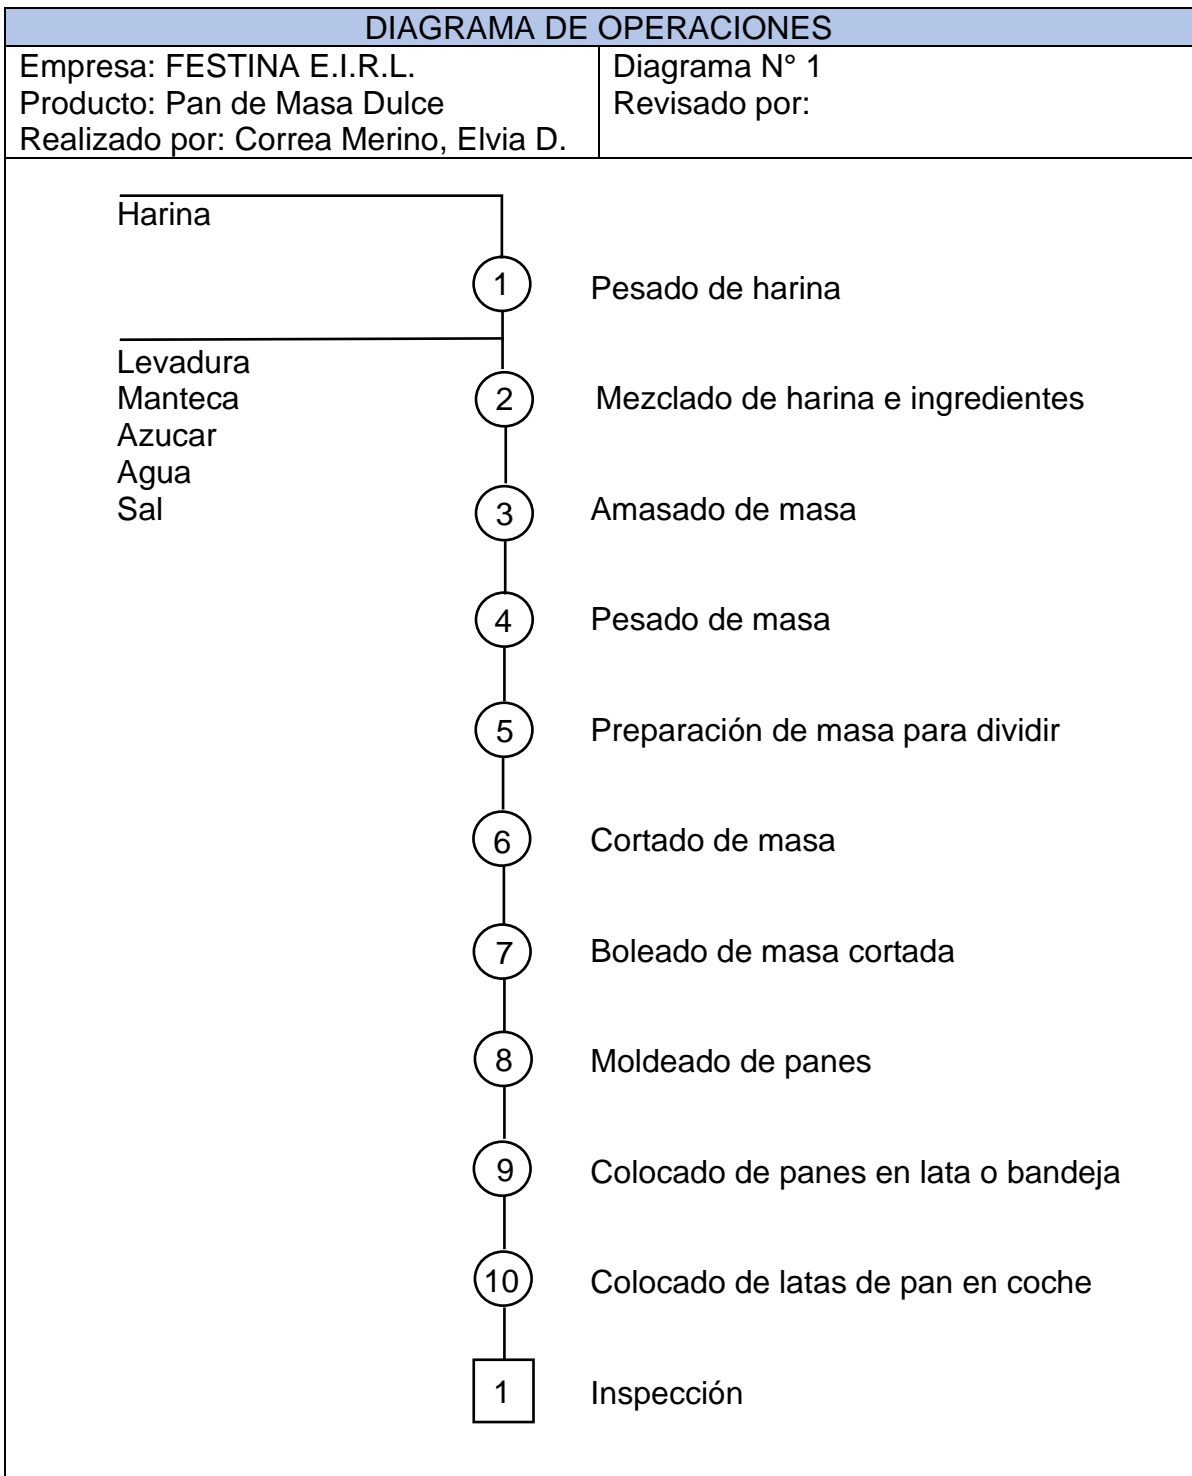 DIAGRAMA DE OPERACIONES
Empresa: FESTINA E.I.R.L.
Producto: Pan de Masa Dulce
Realizado por: Correa Merino, Elvia D.
Diagrama N° 1
Revisado por:
Harina
1 Pesado de harina
Levadura
Manteca
Azucar
Agua
Sal
2 Mezclado de harina e ingredientes
3 Amasado de masa
4 Pesado de masa
5 Preparación de masa para dividir
6 Cortado de masa
7 Boleado de masa cortada
8 Moldeado de panes
9 Colocado de panes en lata o bandeja
10 Colocado de latas de pan en coche
1 Inspección